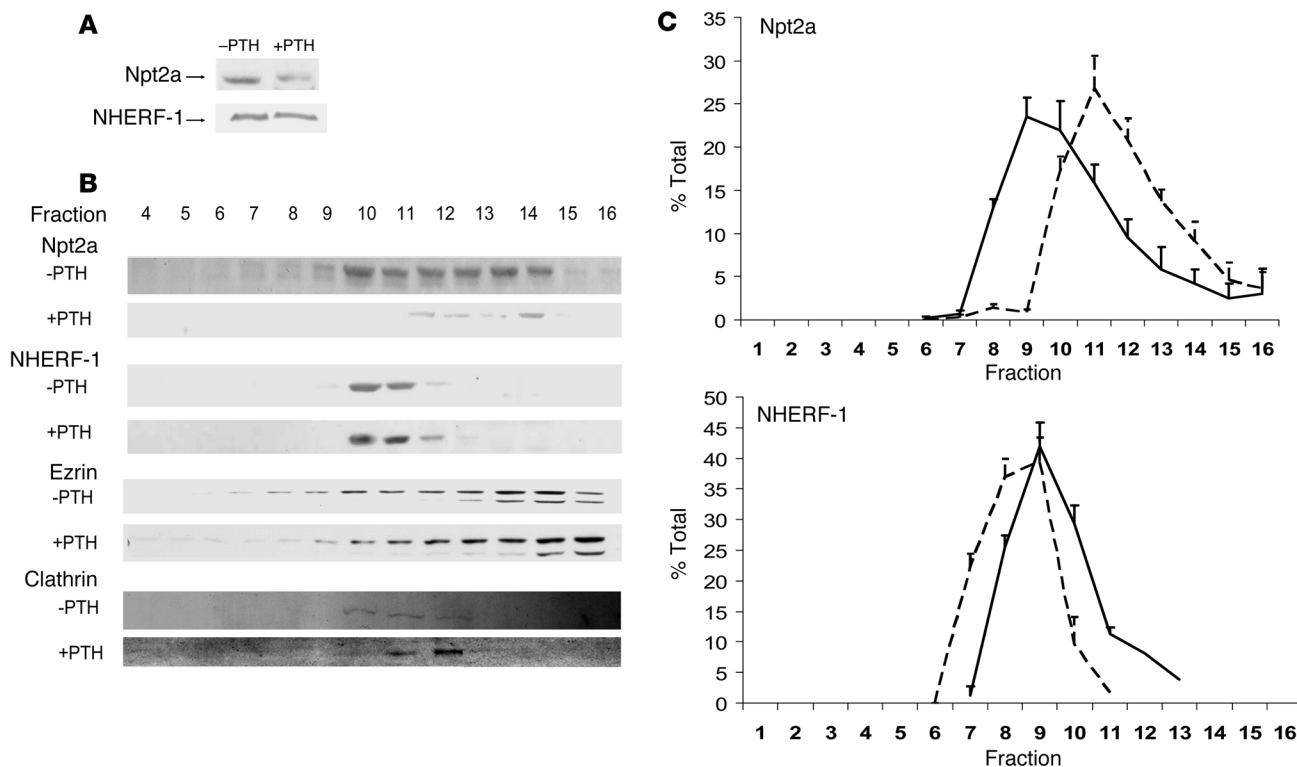 A
–PTH +PTH
Npt2a
NHERF-1
B
Fraction 4 5 6 7 8 9 10 11 12 13 14 15 16
Npt2a
-PTH
+PTH
NHERF-1
-PTH
+PTH
Ezrin
-PTH
+PTH
Clathrin
-PTH
+PTH
C
Npt2a
% Total
35
30
25
20
15
10
5
0
1 2 3 4 5 6 7 8 9 10 11 12 13 14 15 16
Fraction
NHERF-1
% Total
50
45
40
35
30
25
20
15
10
5
0
1 2 3 4 5 6 7 8 9 10 11 12 13 14 15 16
Fraction